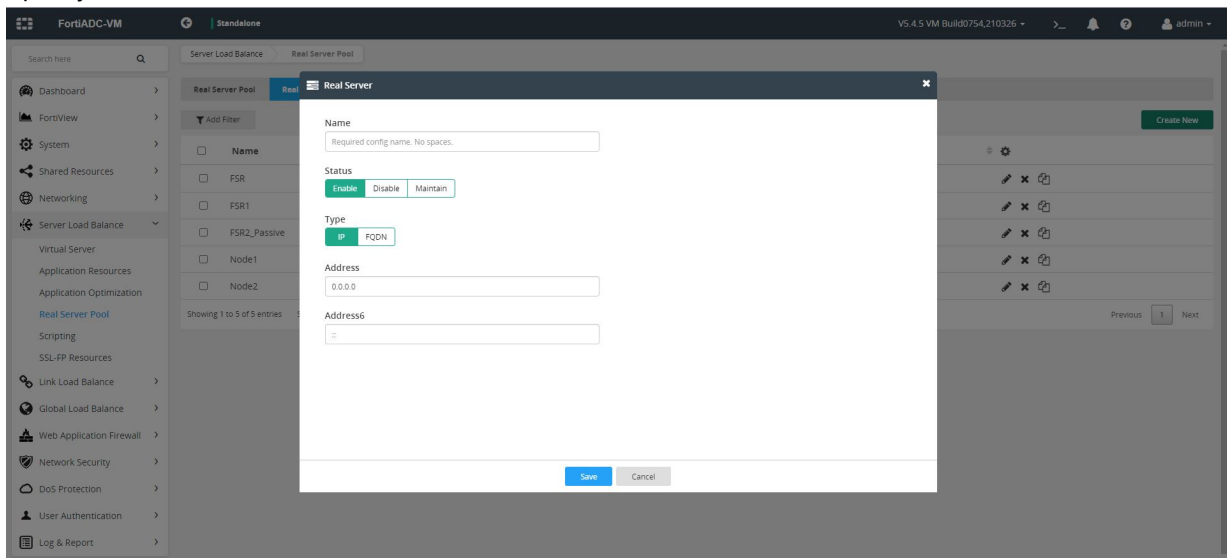 FortiADC-VM
Standalone
V5.4.5 VM Build0754,210326
>_
admin
Search here
Server Load Balance
Real Server Pool
Dashboard
FortiView
System
Shared Resources
Networking
Server Load Balance
Virtual Server
Application Resources
Application Optimization
Real Server Pool
Scripting
SSL-FP Resources
Link Load Balance
Global Load Balance
Web Application Firewall
Network Security
DoS Protection
User Authentication
Log & Report
Real Server Pool
Real
Add Filter
Create New
Name
FSR
FSR1
FSR2_Passive
Node1
Node2
Showing 1 to 5 of 5 entries
Previous 1 Next
Real Server
Name
Required config name. No spaces.
Status
Enable Disable Maintain
Type
IP FQDN
Address
0.0.0.0
Address6
::
Save Cancel